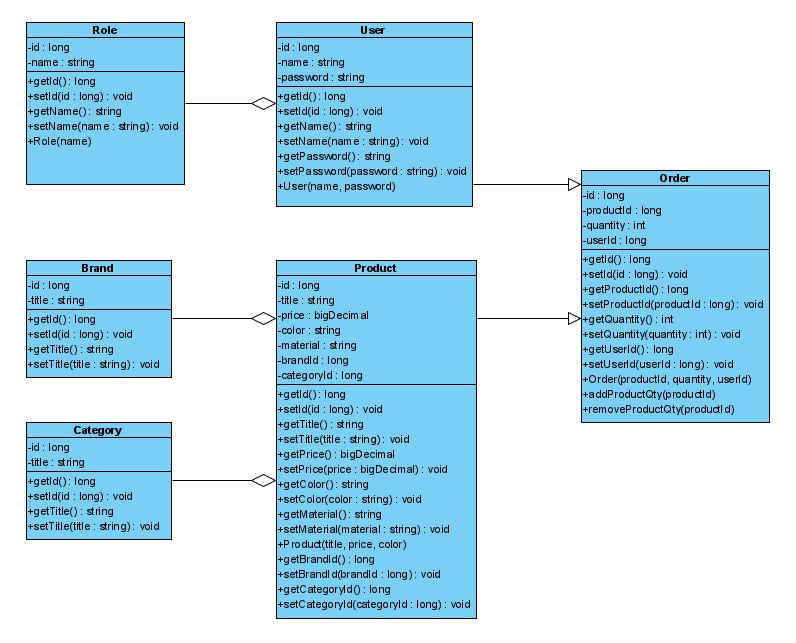 Role
-id : long
-name : string
+getId() : long
+setId(id : long) : void
+getName() : string
+setName(name : string) : void
+Role(name)
User
-id : long
-name : string
-password : string
+getId() : long
+setId(id : long) : void
+getName() : string
+setName(name : string) : void
+getPassword() : string
+setPassword(password : string) : void
+User(name, password)
Order
-id : long
-productId : long
-quantity : int
-userId : long
+getId() : long
+setId(id : long) : void
+getProductId() : long
+setProductId(productId : long) : void
+getQuantity() : int
+setQuantity(quantity : int) : void
+getUserId() : long
+setUserId(userId : long) : void
+Order(productId, quantity, userId)
+addProductQty(productId)
+removeProductQty(productId)
Brand
-id : long
-title : string
+getId() : long
+setId(id : long) : void
+getTitle() : string
+setTitle(title : string) : void
Product
-id : long
-title : string
-price : bigDecimal
-color : string
-material : string
-brandId : long
-categoryId : long
+getId() : long
+setId(id : long) : void
+getTitle() : string
+setTitle(title : string) : void
+getPrice() : bigDecimal
+setPrice(price : bigDecimal) : void
+getColor() : string
+setColor(color : string) : void
+getMaterial() : string
+setMaterial(material : string) : void
+Product(title, price, color)
+getBrandId() : long
+setBrandId(brandId : long) : void
+getCategoryId() : long
+setCategoryId(categoryId : long) : void
Category
-id : long
-title : string
+getId() : long
+setId(id : long) : void
+getTitle() : string
+setTitle(title : string) : void